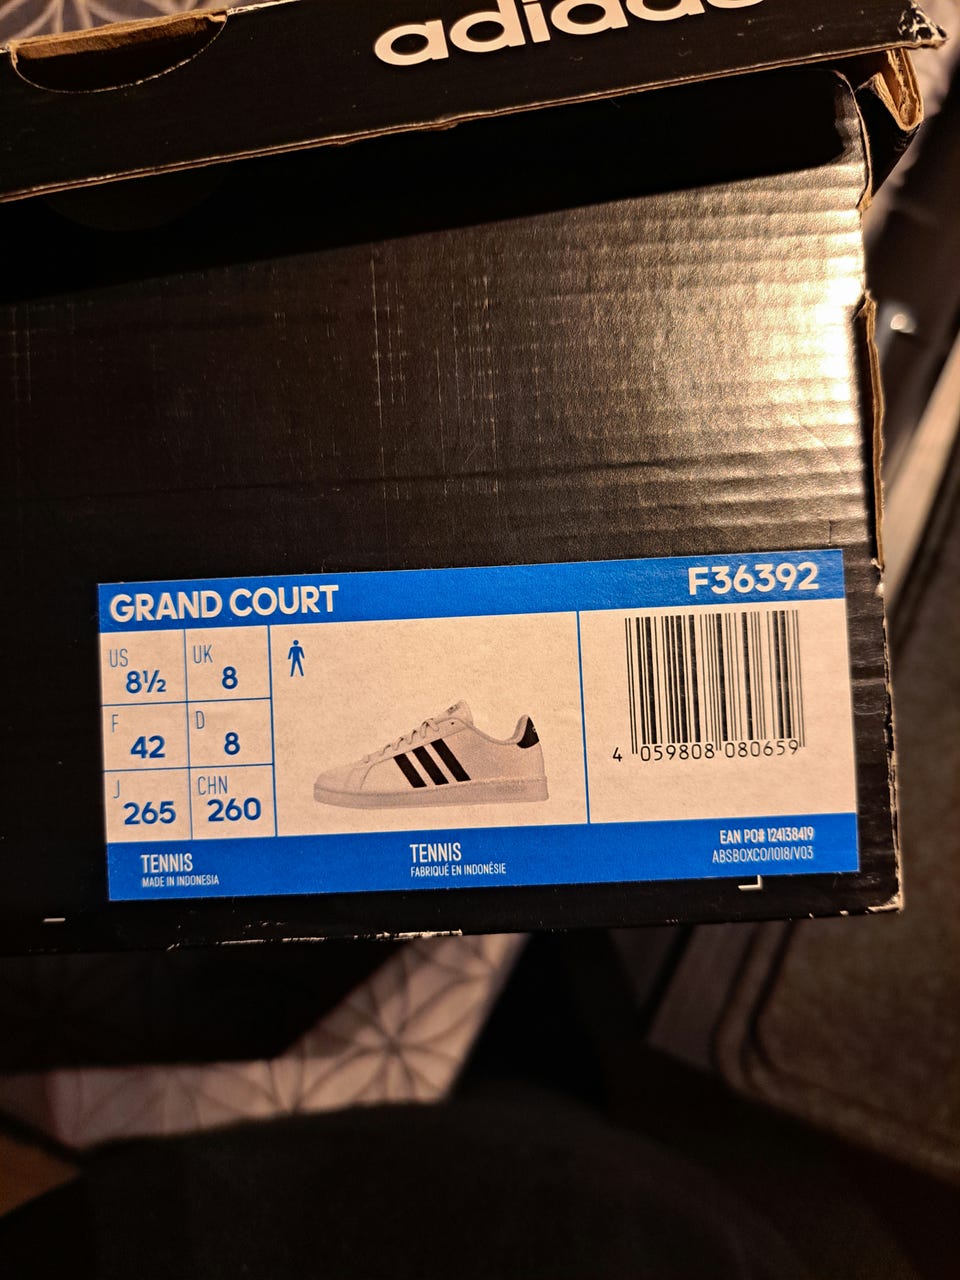 adidas
GRAND COURT
F36392
US
8½
UK
8
F
42
D
8
J
265
CHN
260
4 059808 080659
TENNIS
MADE IN INDONESIA
TENNIS
FABRIQUÉ EN INDONÉSIE
EAN PO# 124138419
ABSBOXCO/1018/V03